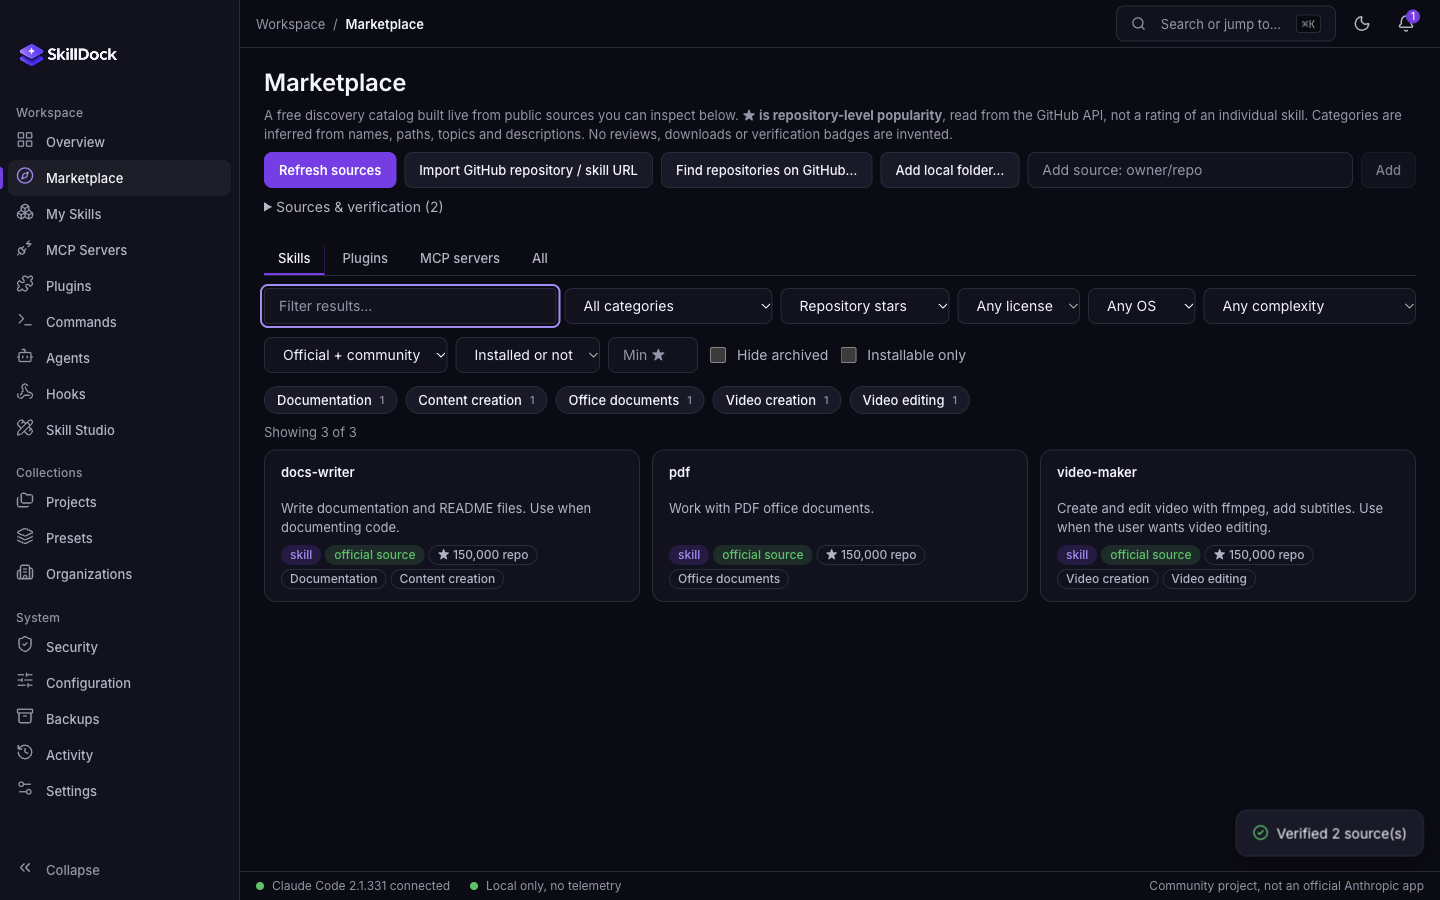 SkillDock
Workspace / Marketplace
Search or jump to... ⌘K
1
Workspace
Overview
Marketplace
My Skills
MCP Servers
Plugins
Commands
Agents
Hooks
Skill Studio
Collections
Projects
Presets
Organizations
System
Security
Configuration
Backups
Activity
Settings
Collapse
Marketplace
A free discovery catalog built live from public sources you can inspect below. ★ is repository-level popularity, read from the GitHub API, not a rating of an individual skill. Categories are
inferred from names, paths, topics and descriptions. No reviews, downloads or verification badges are invented.
Refresh sources Import GitHub repository / skill URL Find repositories on GitHub... Add local folder... Add source: owner/repo Add
Sources & verification (2)
Skills Plugins MCP servers All
Filter results... All categories Repository stars Any license Any OS Any complexity
Official + community Installed or not Min ★ Hide archived Installable only
Documentation 1 Content creation 1 Office documents 1 Video creation 1 Video editing 1
Showing 3 of 3
docs-writer
Write documentation and README files. Use when
documenting code.
skill official source ★ 150,000 repo
Documentation Content creation
pdf
Work with PDF office documents.
skill official source ★ 150,000 repo
Office documents
video-maker
Create and edit video with ffmpeg, add subtitles. Use
when the user wants video editing.
skill official source ★ 150,000 repo
Video creation Video editing
Verified 2 source(s)
Claude Code 2.1.331 connected Local only, no telemetry Community project, not an official Anthropic app